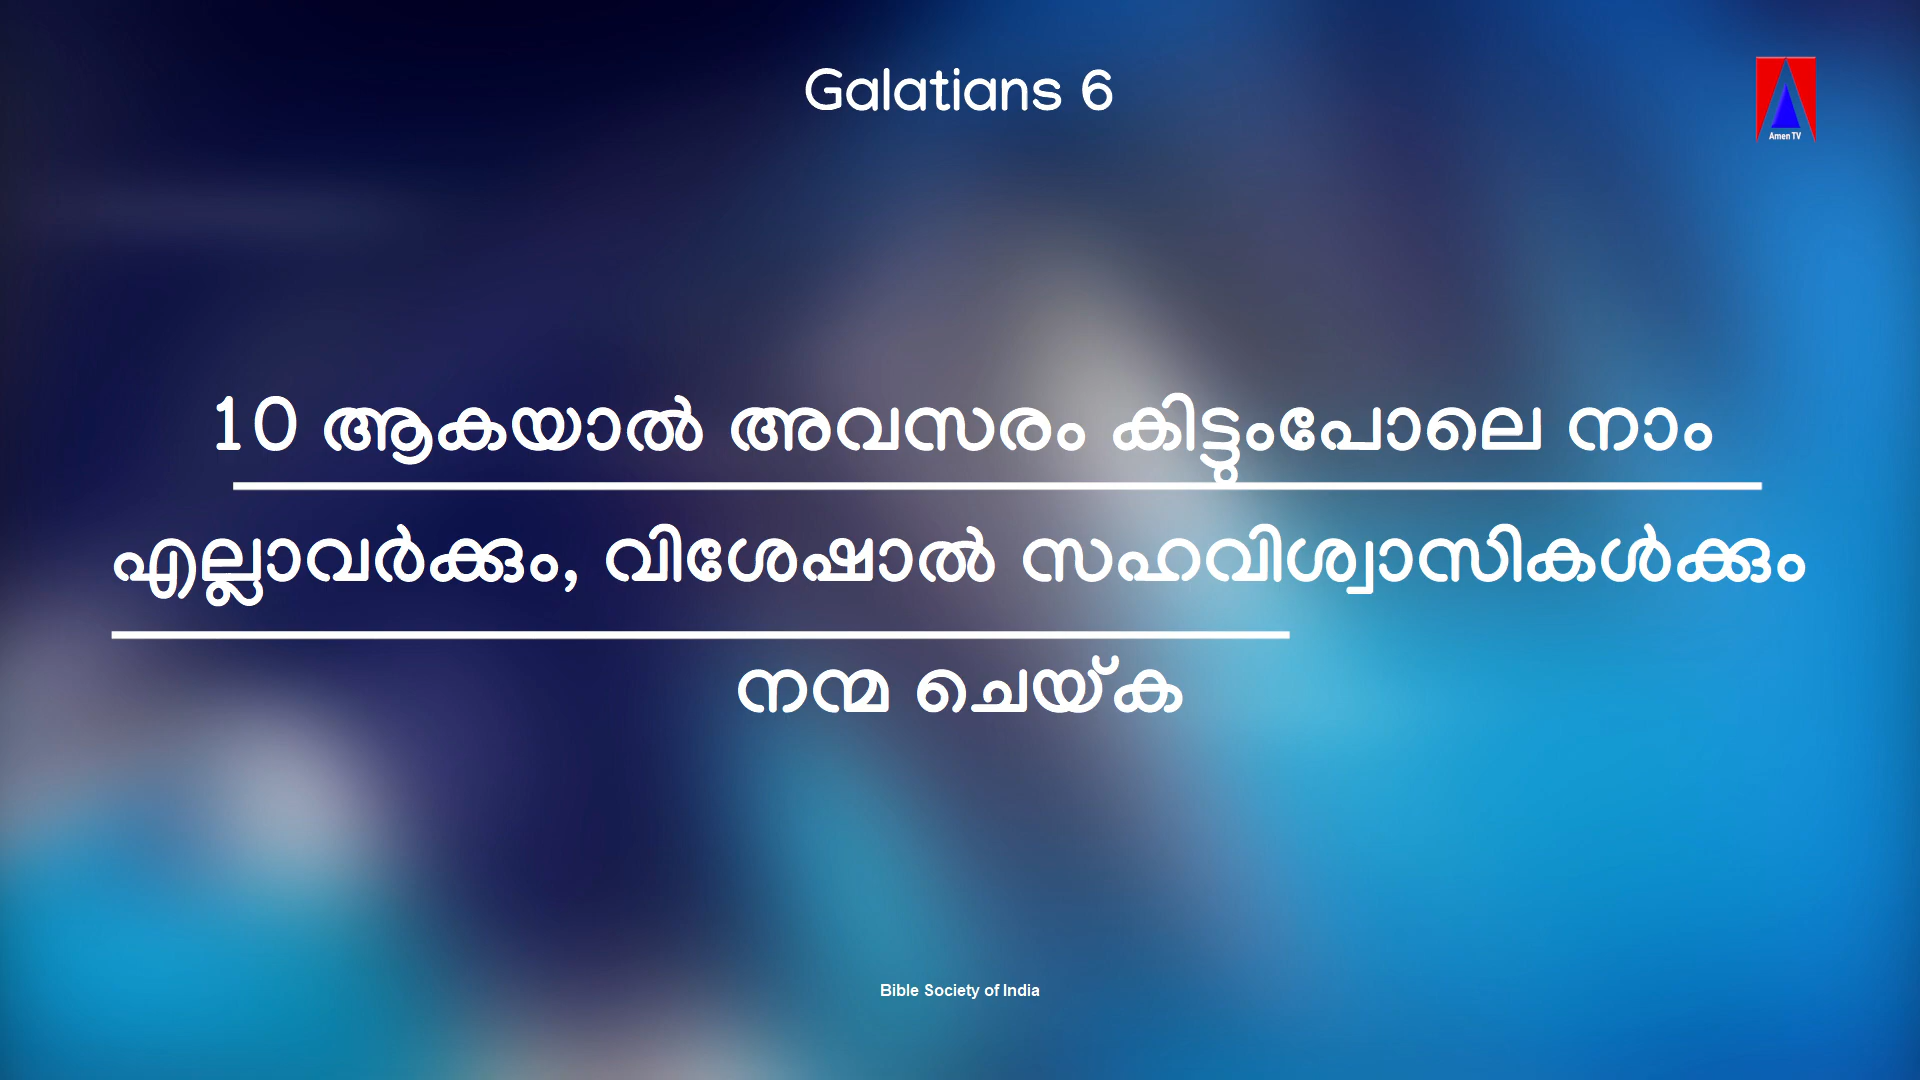 Galatians 6
Amen TV
10 ആകയാൽ അവസരം കിട്ടുംപോലെ നാം
എല്ലാവർക്കും, വിശേഷാൽ സഹവിശ്വാസികൾക്കും
നന്മ ചെയ്ക
Bible Society of India